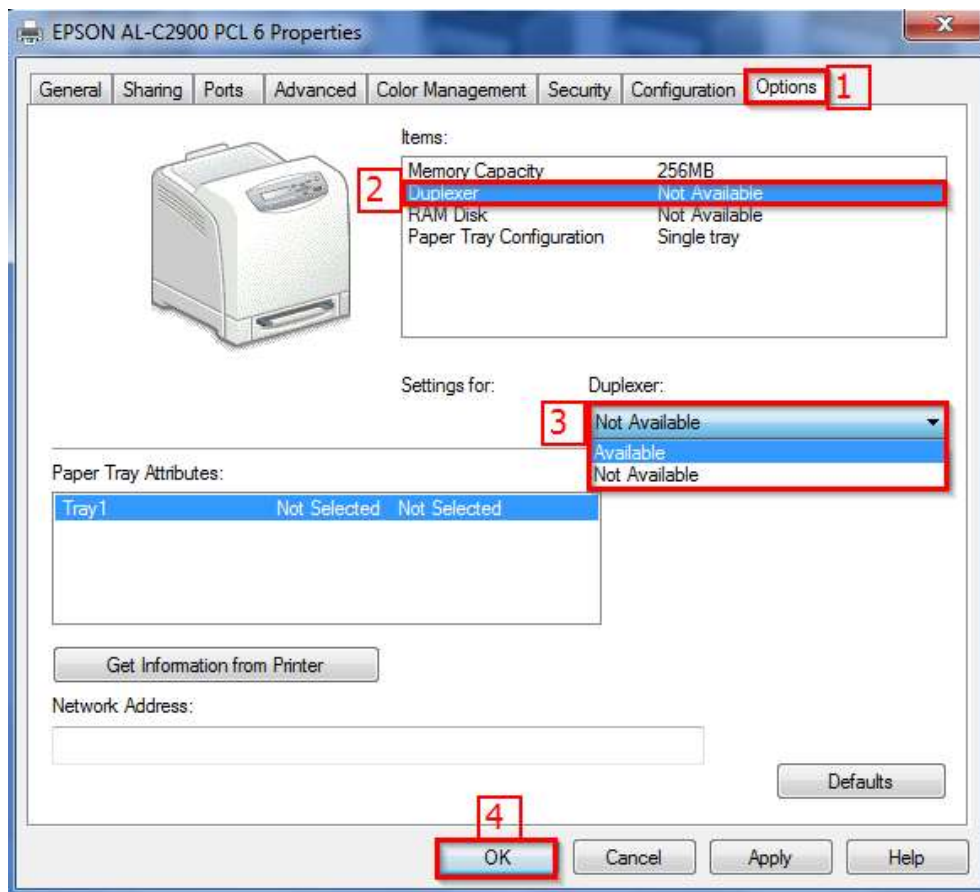 EPSON AL-C2900 PCL 6 Properties
General Sharing Ports Advanced Color Management Security Configuration Options 1
Items:
Memory Capacity 256MB
2 Duplexer Not Available
RAM Disk Not Available
Paper Tray Configuration Single tray
Settings for: Duplexer:
3 Not Available
Available
Not Available
Paper Tray Attributes:
Tray1 Not Selected Not Selected
Get Information from Printer
Network Address:
Defaults
4
OK Cancel Apply Help